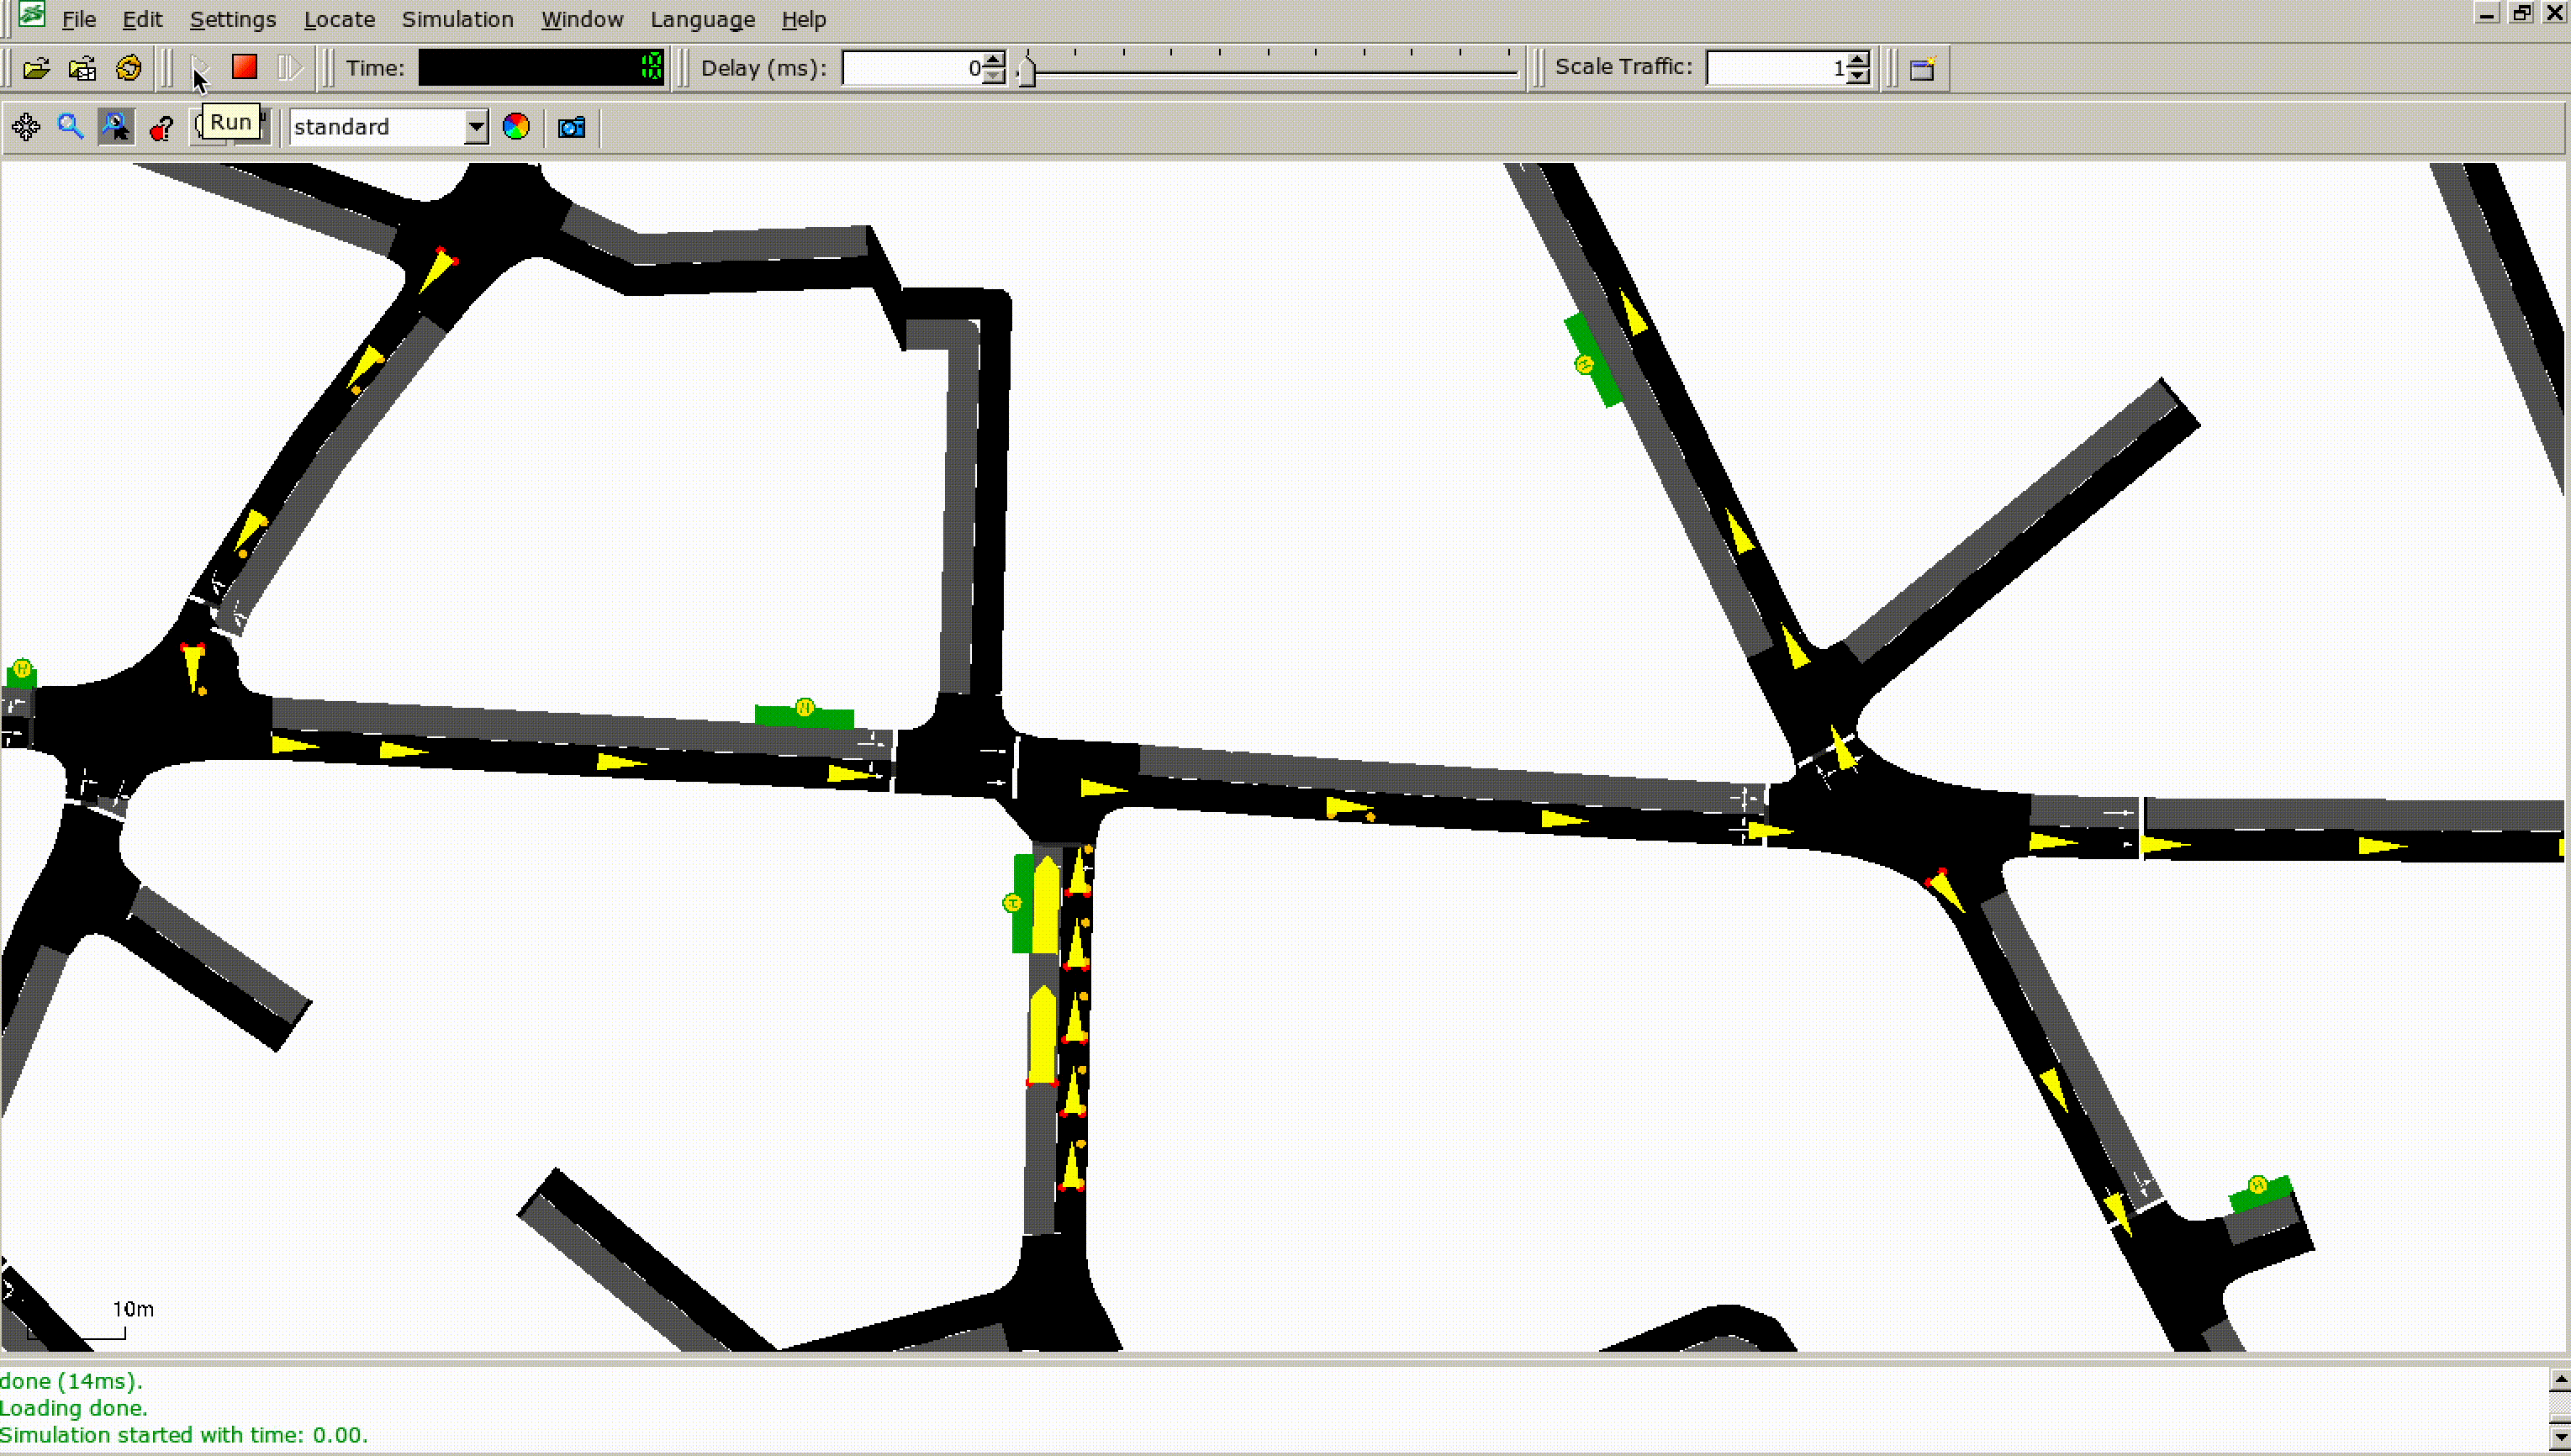 File Edit Settings Locate Simulation Window Language Help
Time: 18 Delay (ms): 0 Scale Traffic: 1
Run standard
H
H
H
H
H
10m
done (14ms).
Loading done.
Simulation started with time: 0.00.